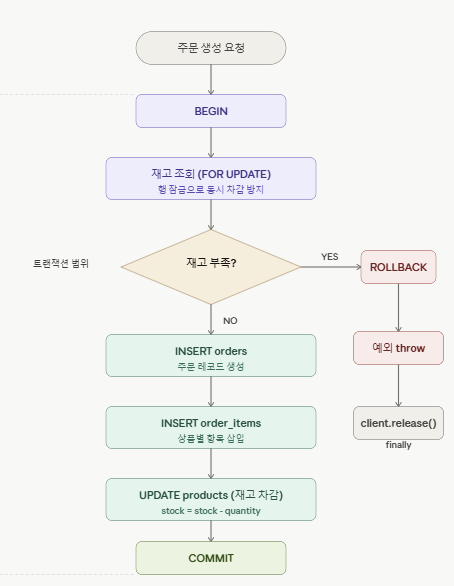 주문 생성 요청
BEGIN
재고 조회 (FOR UPDATE)
행 잠금으로 동시 차감 방지
재고 부족?
YES
ROLLBACK
트랜잭션 범위
NO
INSERT orders
주문 레코드 생성
예외 throw
INSERT order_items
상품별 항목 삽입
client.release()
finally
UPDATE products (재고 차감)
stock = stock - quantity
COMMIT